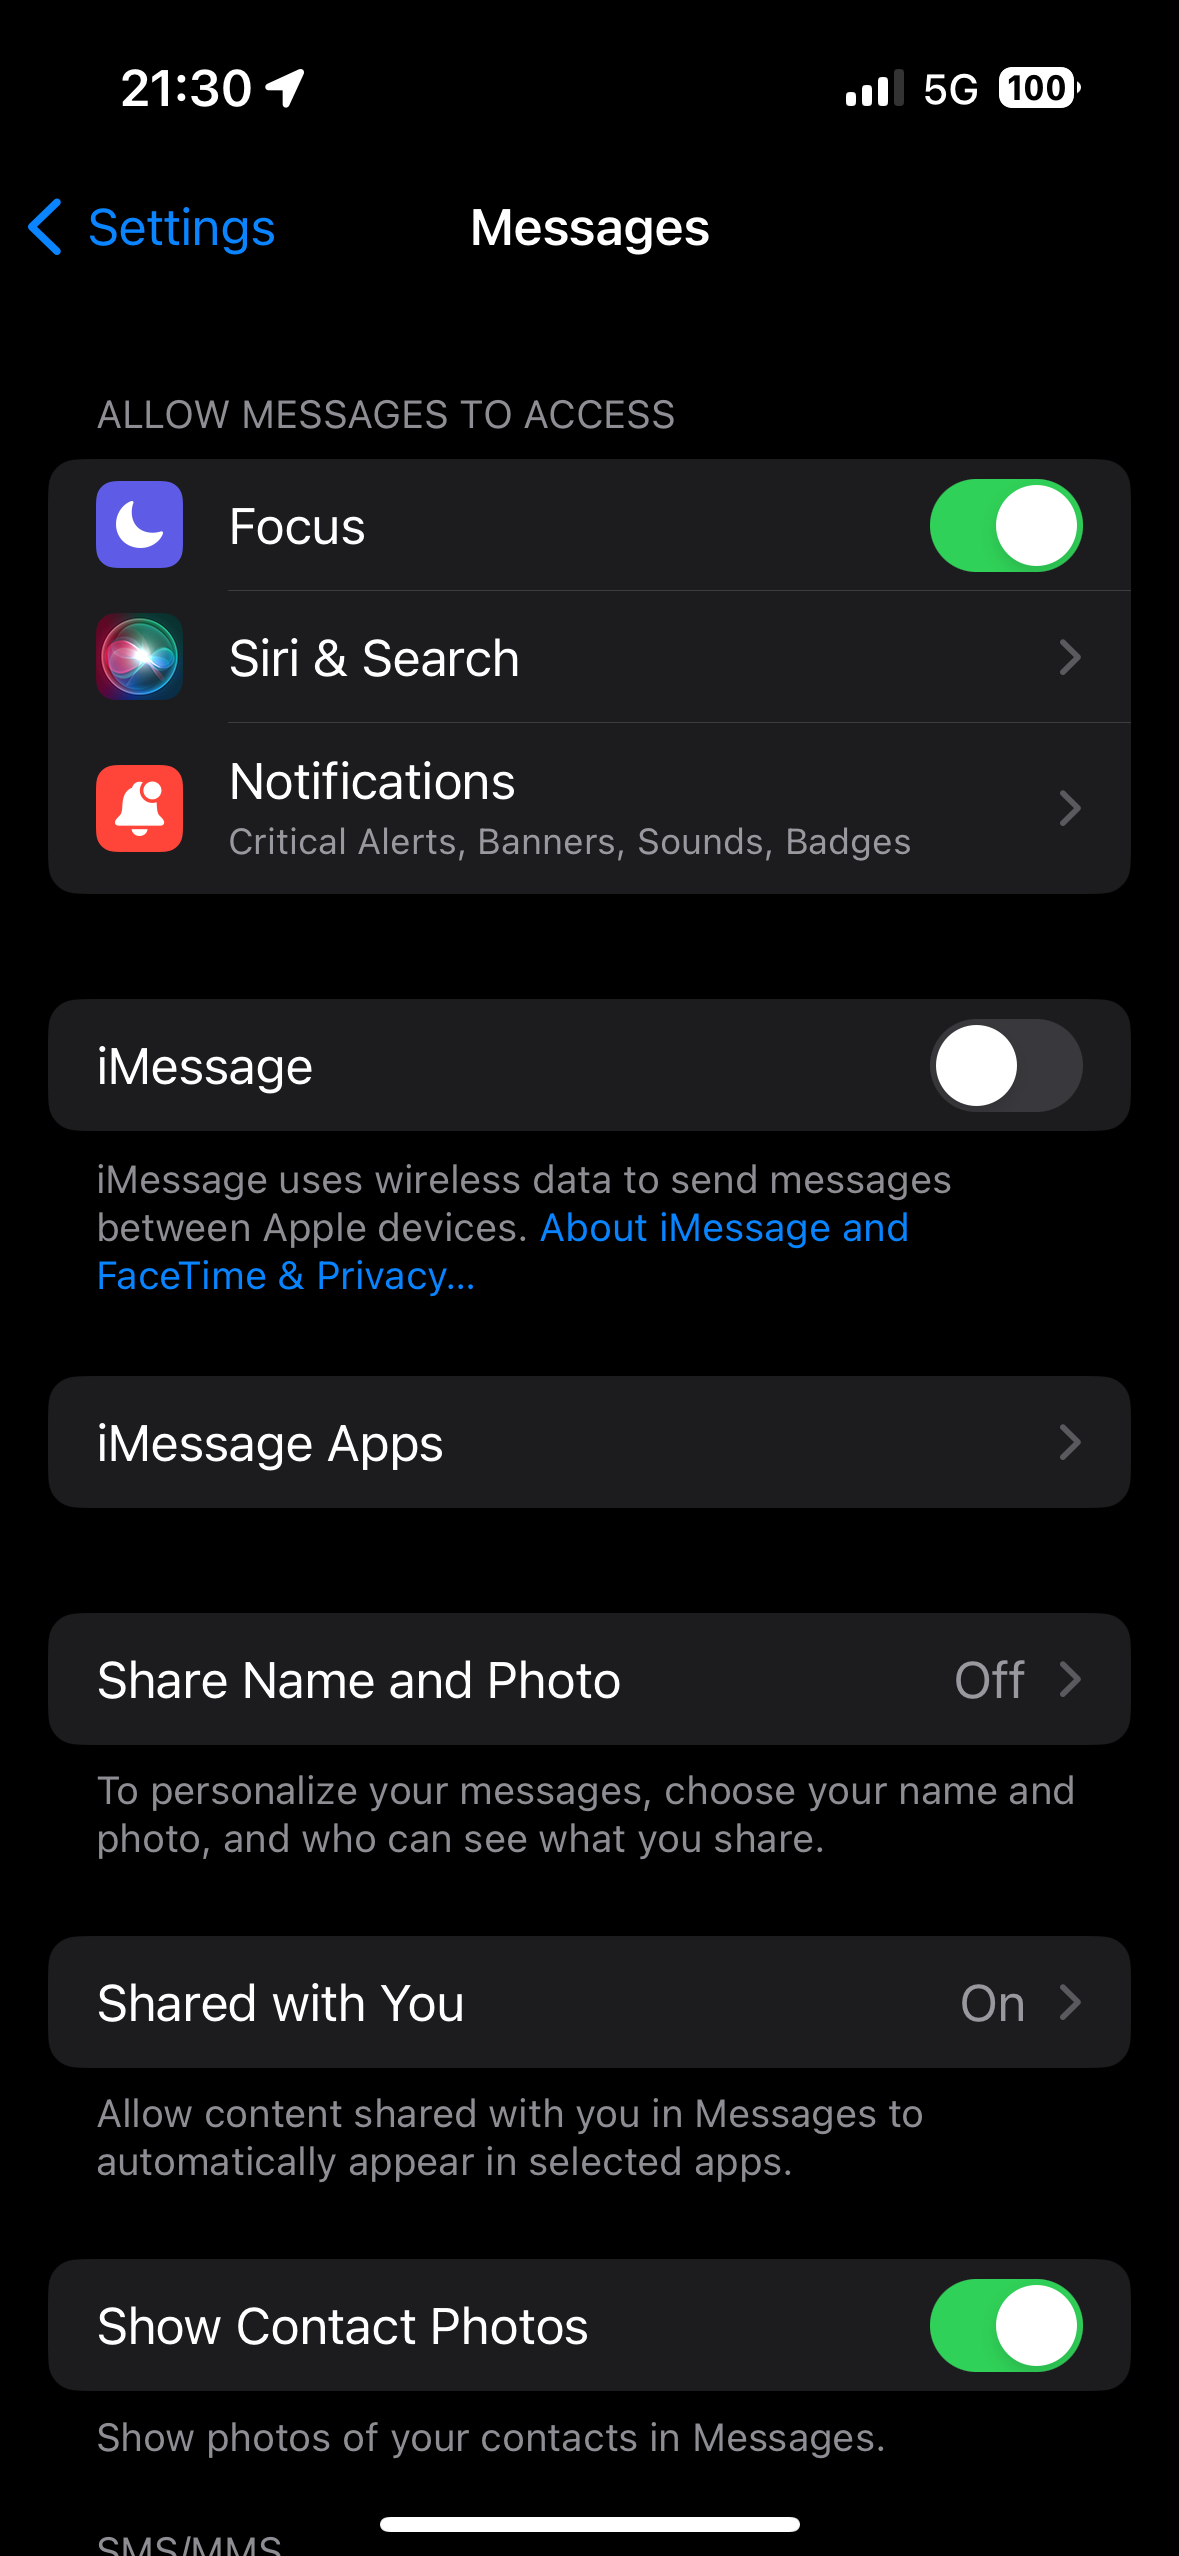 21:30 5G 100
Settings Messages
ALLOW MESSAGES TO ACCESS
Focus
Siri & Search
Notifications
Critical Alerts, Banners, Sounds, Badges
iMessage
iMessage uses wireless data to send messages
between Apple devices. About iMessage and
FaceTime & Privacy...
iMessage Apps
Share Name and Photo Off
To personalize your messages, choose your name and
photo, and who can see what you share.
Shared with You On
Allow content shared with you in Messages to
automatically appear in selected apps.
Show Contact Photos
Show photos of your contacts in Messages.
SMS/MMS